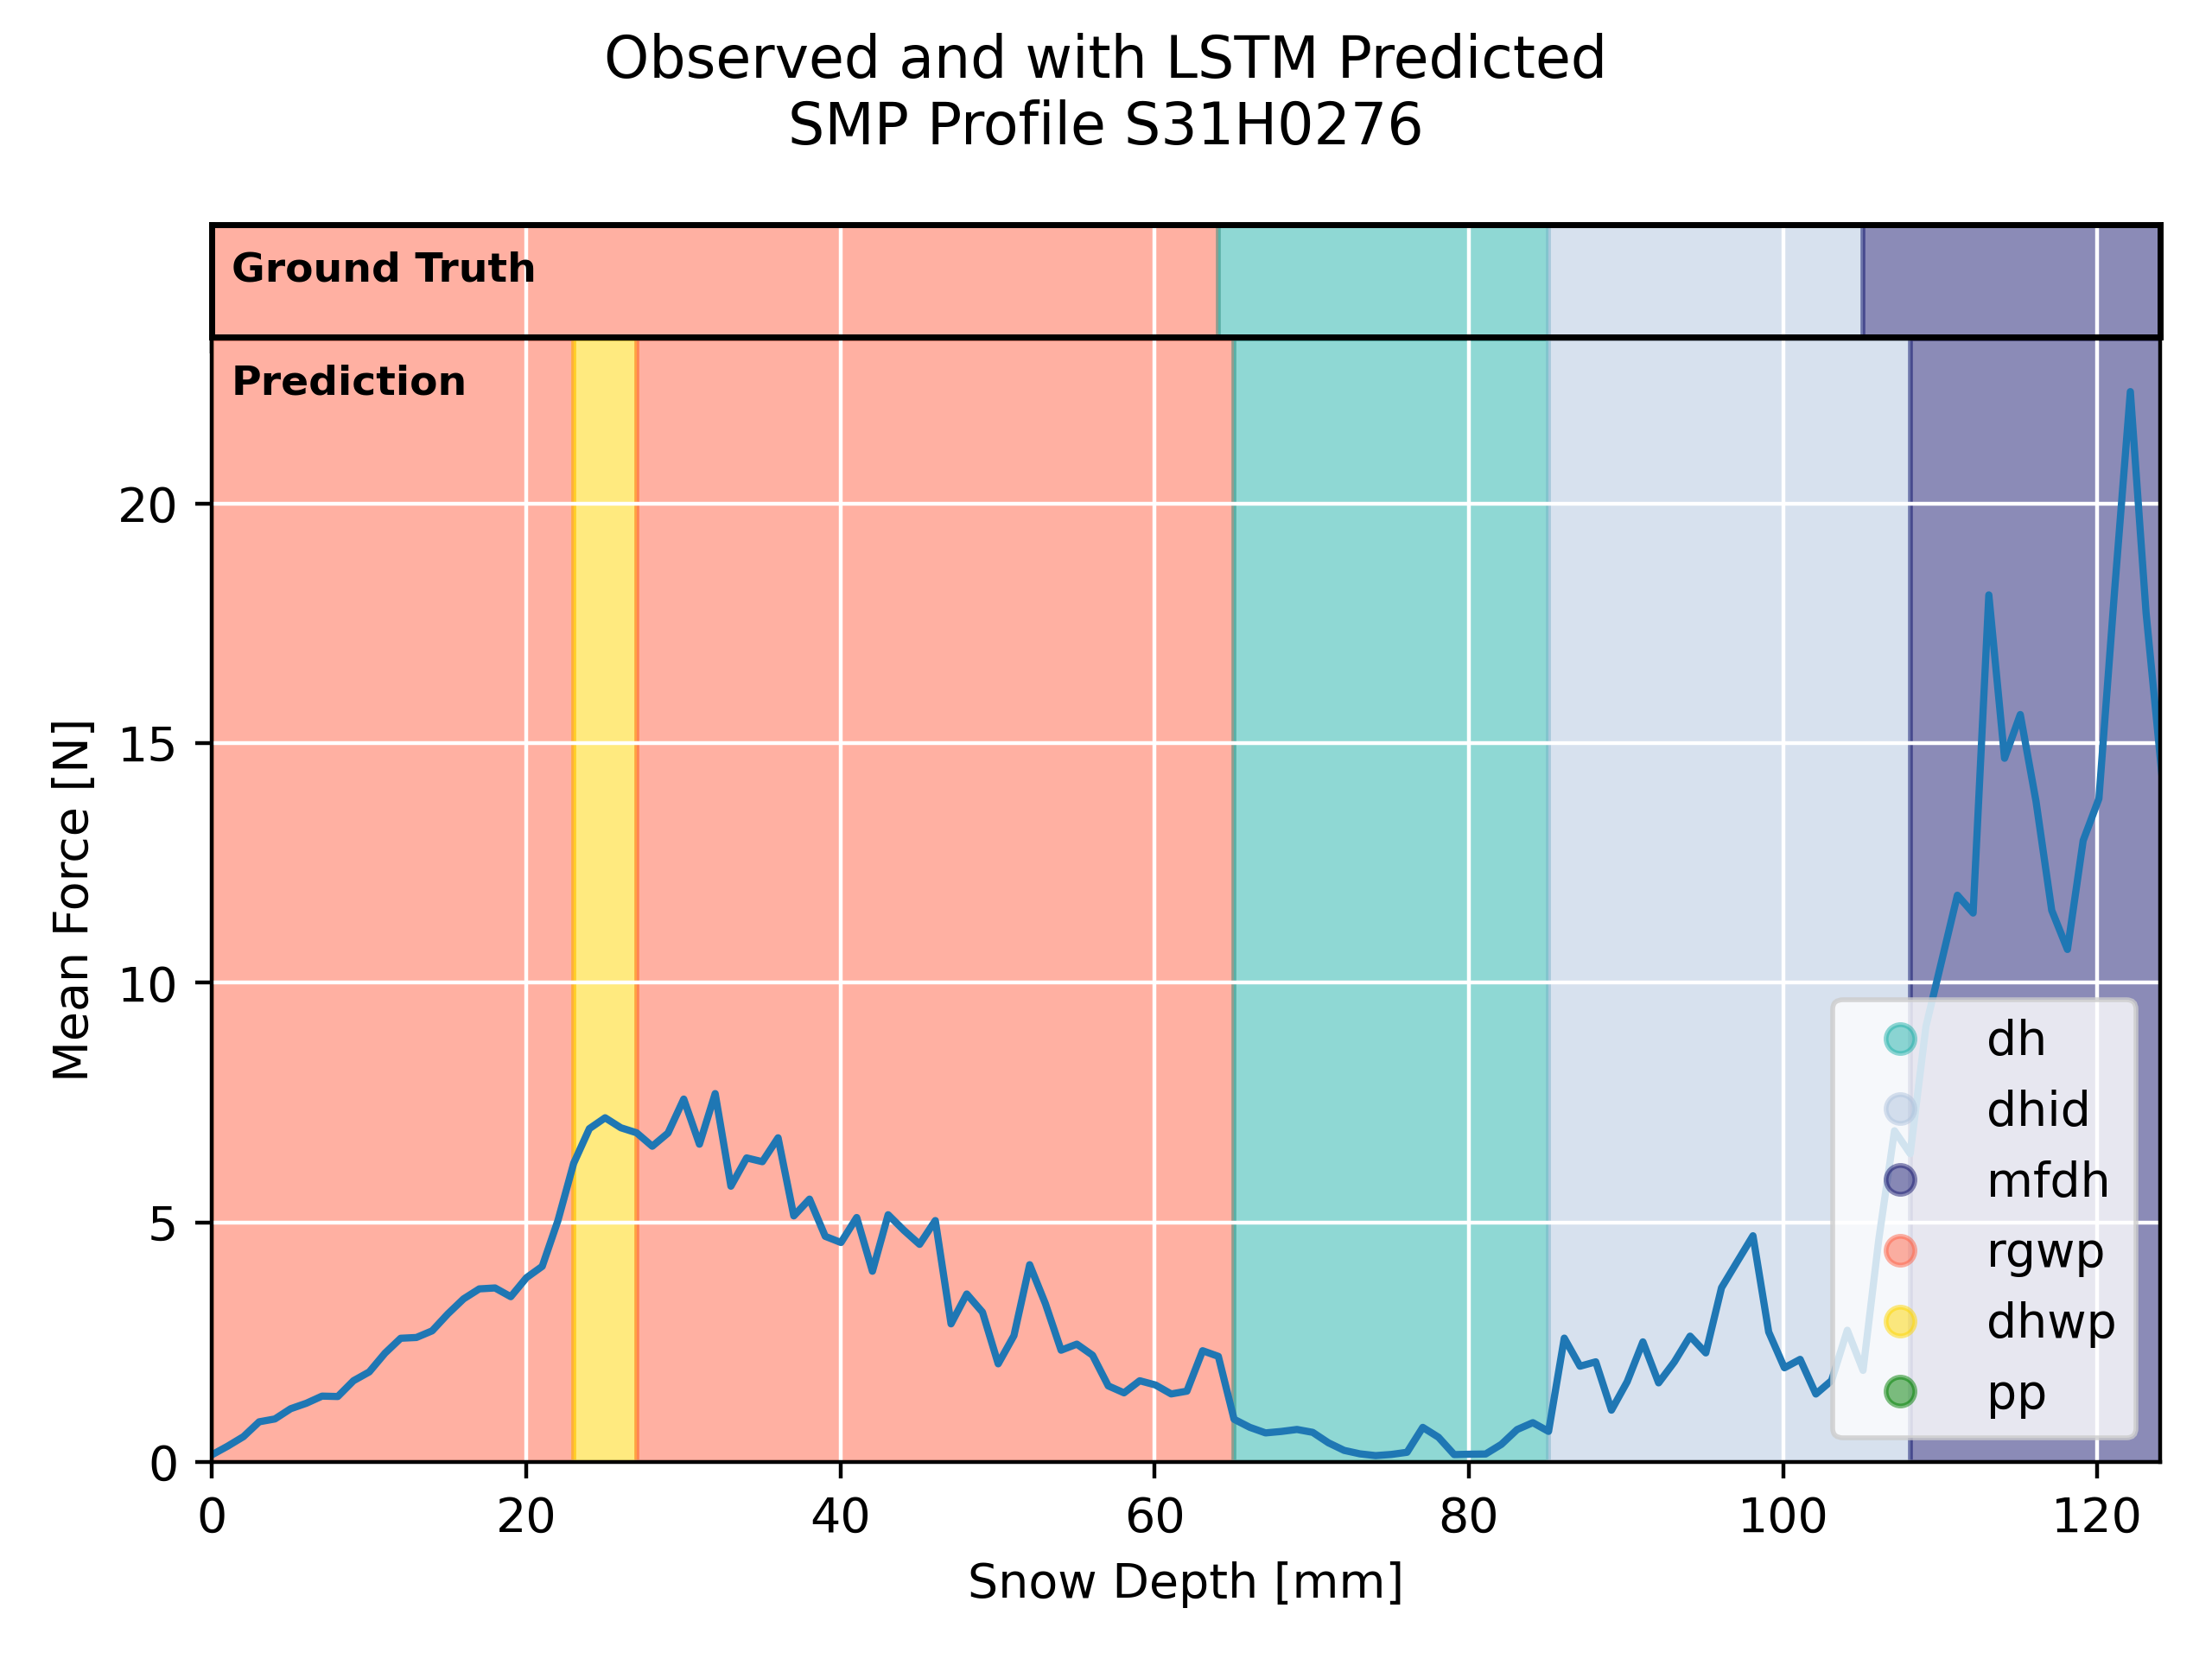 Observed and with LSTM Predicted
SMP Profile S31H0276
Ground Truth
Prediction
Mean Force [N]
20
15
10
5
0
dh
dhid
mfdh
rgwp
dhwp
pp
0 20 40 60 80 100 120
Snow Depth [mm]